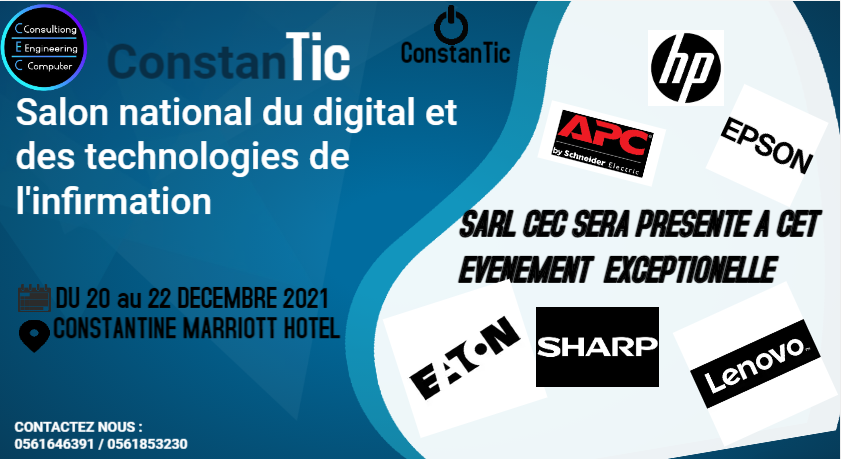 CConsultiong
E Engineering
C Computer
ConstanTic
ConstanTic
Salon national du digital et
des technologies de
l'infirmation
hp
APC
by Schneider Electric
EPSON
SARL CEC SERA PRESENTE A CET
EVENEMENT EXCEPTIONELLE
DU 20 au 22 DECEMBRE 2021
CONSTANTINE MARRIOTT HOTEL
EATON
SHARP
Lenovo
CONTACTEZ NOUS :
0561646391 / 0561853230